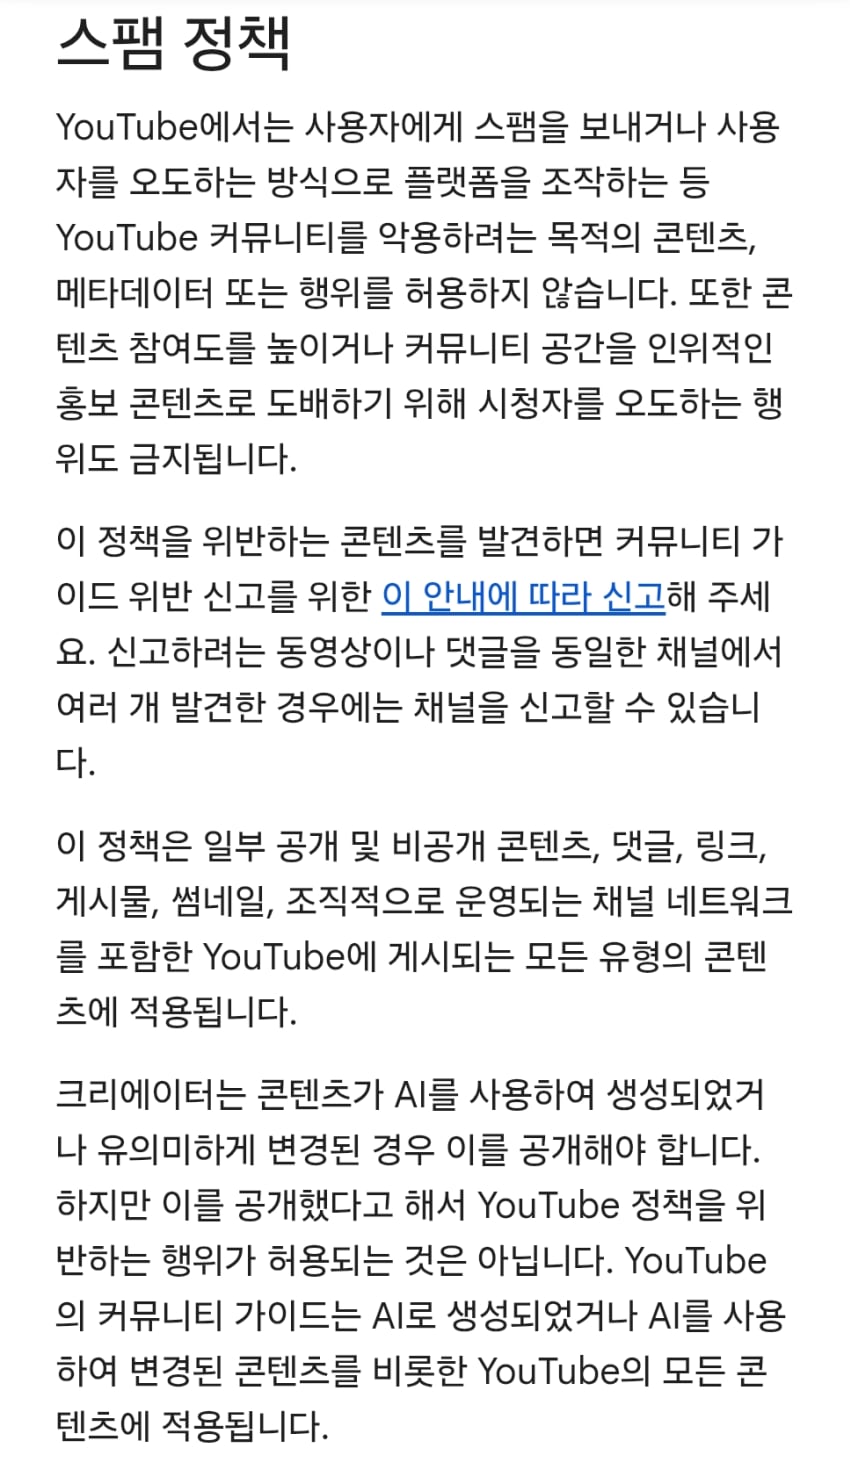 스팸 정책
YouTube에서는 사용자에게 스팸을 보내거나 사용
자를 오도하는 방식으로 플랫폼을 조작하는 등
YouTube 커뮤니티를 악용하려는 목적의 콘텐츠,
메타데이터 또는 행위를 허용하지 않습니다. 또한 콘
텐츠 참여도를 높이거나 커뮤니티 공간을 인위적인
홍보 콘텐츠로 도배하기 위해 시청자를 오도하는 행
위도 금지됩니다.
이 정책을 위반하는 콘텐츠를 발견하면 커뮤니티 가
이드 위반 신고를 위한 이 안내에 따라 신고해 주세
요. 신고하려는 동영상이나 댓글을 동일한 채널에서
여러 개 발견한 경우에는 채널을 신고할 수 있습니
다.
이 정책은 일부 공개 및 비공개 콘텐츠, 댓글, 링크,
게시물, 썸네일, 조직적으로 운영되는 채널 네트워크
를 포함한 YouTube에 게시되는 모든 유형의 콘텐
츠에 적용됩니다.
크리에이터는 콘텐츠가 AI를 사용하여 생성되었거
나 유의미하게 변경된 경우 이를 공개해야 합니다.
하지만 이를 공개했다고 해서 YouTube 정책을 위
반하는 행위가 허용되는 것은 아닙니다. YouTube
의 커뮤니티 가이드는 AI로 생성되었거나 AI를 사용
하여 변경된 콘텐츠를 비롯한 YouTube의 모든 콘
텐츠에 적용됩니다.